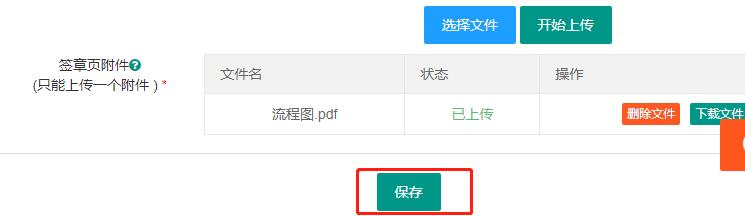 选择文件 开始上传
签章页附件
(只能上传一个附件 ) *
文件名 状态 操作
流程图.pdf 已上传 删除文件 下载文件
保存